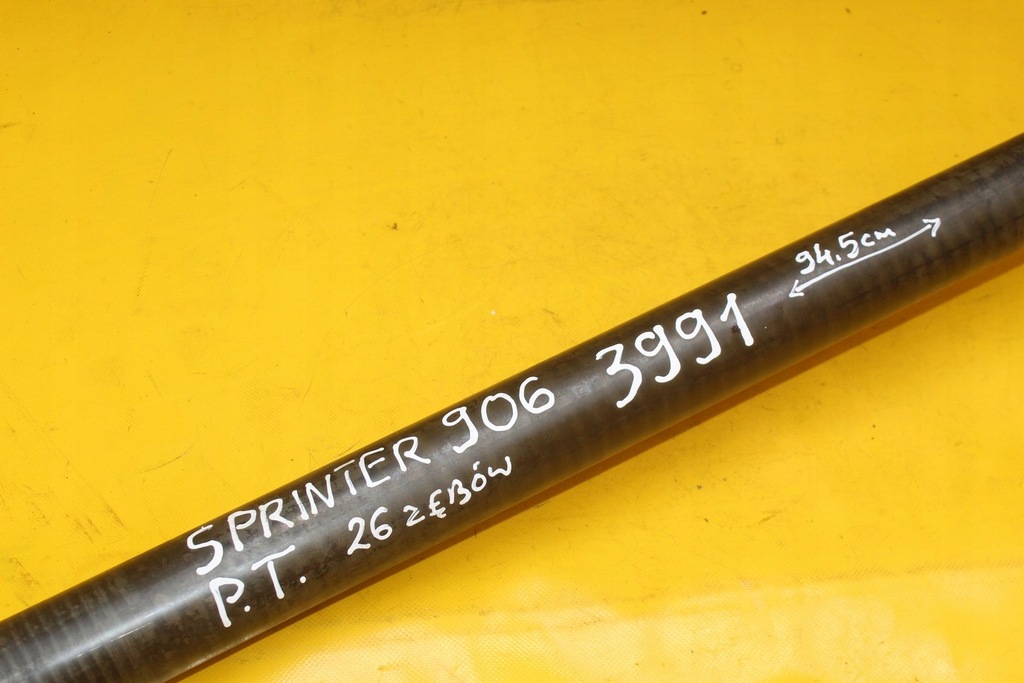 SPRINTER 906 3991
94.5cm
P.T. 26 ZĘBÓW